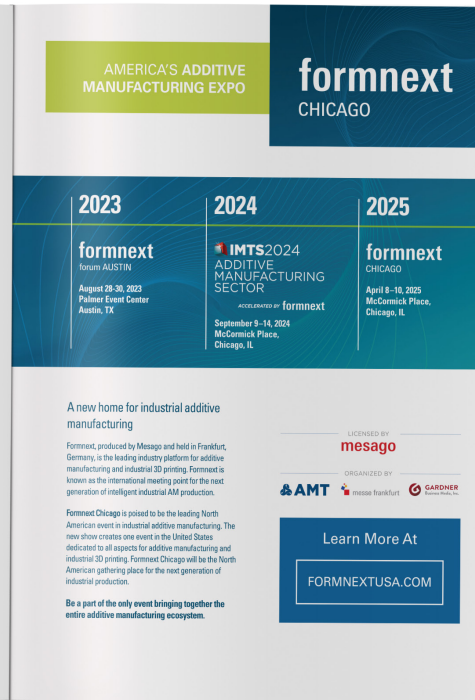 AMERICA'S ADDITIVE
MANUFACTURING EXPO
formnext
CHICAGO
2023
formnext
forum AUSTIN
August 28-30, 2023
Palmer Event Center
Austin, TX
2024
IMTS2024
ADDITIVE
MANUFACTURING
SECTOR
ACCELERATED BY formnext
September 9–14, 2024
McCormick Place,
Chicago, IL
2025
formnext
CHICAGO
April 8–10, 2025
McCormick Place,
Chicago, IL
A new home for industrial additive
manufacturing
Formnext, produced by Mesago and held in Frankfurt,
Germany, is the leading industry platform for additive
manufacturing and industrial 3D printing. Formnext is
known as the international meeting point for the next
generation of intelligent industrial AM production.
Formnext Chicago is poised to be the leading North
American event in industrial additive manufacturing. The
new show creates one event in the United States
dedicated to all aspects for additive manufacturing and
industrial 3D printing. Formnext Chicago will be the North
American gathering place for the next generation of
industrial production.
Be a part of the only event bringing together the
entire additive manufacturing ecosystem.
LICENSED BY
mesago
ORGANIZED BY
AMT
messe frankfurt
GARDNER
Business Media, Inc.
Learn More At
FORMNEXTUSA.COM